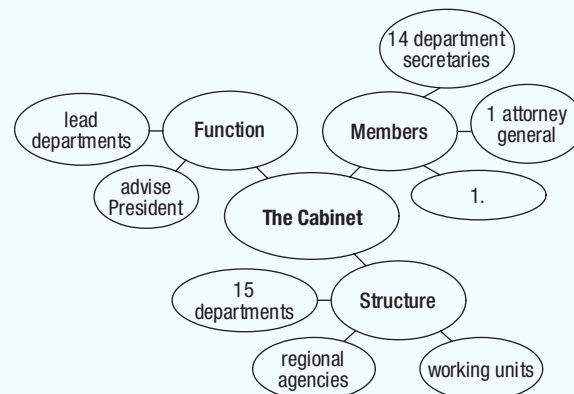 14 department
secretaries
lead
departments
Function
Members
1 attorney
general
advise
President
1.
The Cabinet
15
departments
Structure
regional
agencies
working units